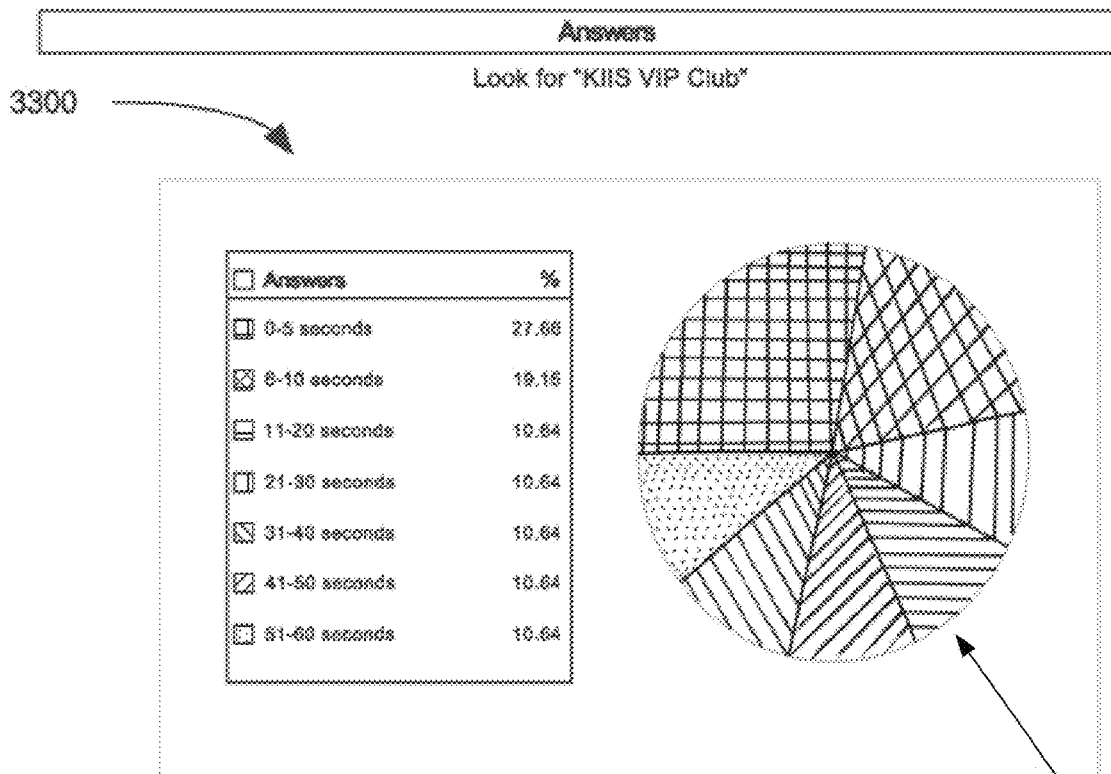 Answers
Look for "KIIS VIP Club"
3300
Answers %
0-5 seconds 27.66
6-10 seconds 19.15
11-20 seconds 10.64
21-30 seconds 10.64
31-40 seconds 10.64
41-50 seconds 10.64
51-60 seconds 10.64